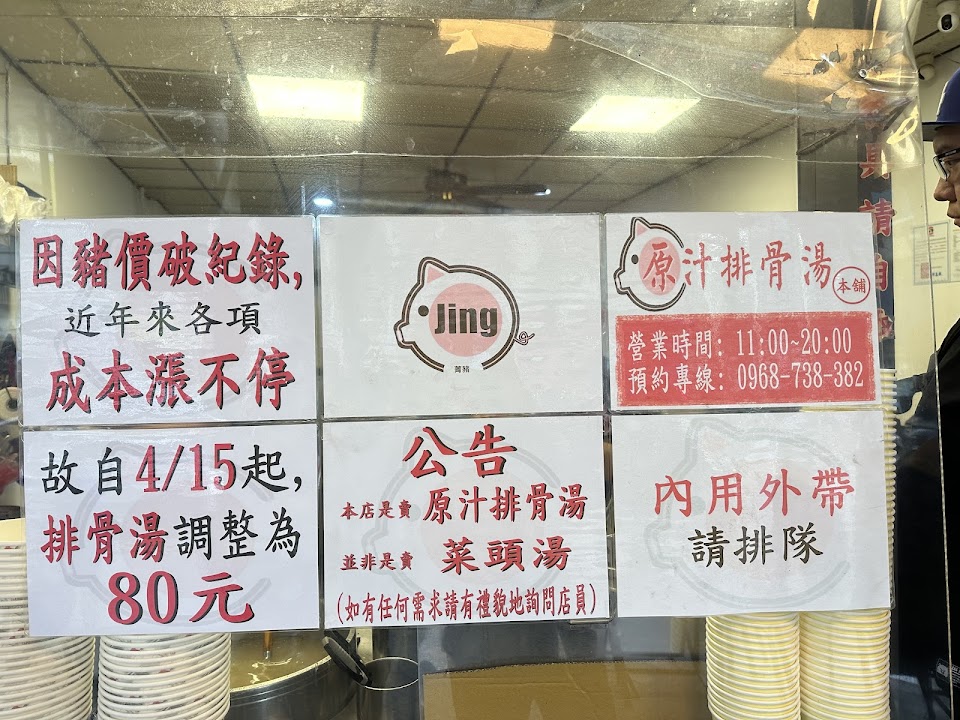 因豬價破紀錄,
近年來各項
成本漲不停
Jing
原汁排骨湯
本舖
營業時間: 11:00~20:00
預約專線: 0968-738-382
故自4/15起,
排骨湯調整為
80元
公告
本店是賣 原汁排骨湯
並非是賣 菜頭湯
(如有任何需求請有禮貌地詢問店員)
內用外帶
請排隊
請自